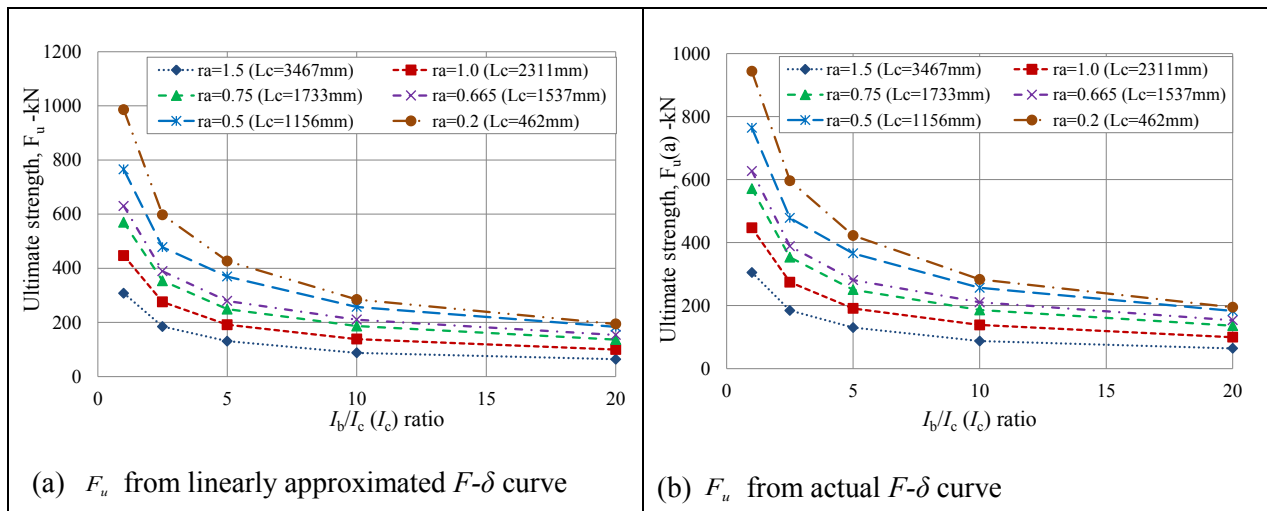 1200
1000
800
600
400
200
0
Ultimate strength, Fu -kN
ra=1.5 (Lc=3467mm) ra=1.0 (Lc=2311mm)
ra=0.75 (Lc=1733mm) ra=0.665 (Lc=1537mm)
ra=0.5 (Lc=1156mm) ra=0.2 (Lc=462mm)
0 5 10 15 20
Ib/Ic (Ic) ratio
(a) Fu from linearly approximated F-δ curve
1000
800
600
400
200
0
Ultimate strength, Fu(a) -kN
ra=1.5 (Lc=3467mm) ra=1.0 (Lc=2311mm)
ra=0.75 (Lc=1733mm) ra=0.665 (Lc=1537mm)
ra=0.5 (Lc=1156mm) ra=0.2 (Lc=462mm)
0 5 10 15 20
Ib/Ic (Ic) ratio
(b) Fu from actual F-δ curve